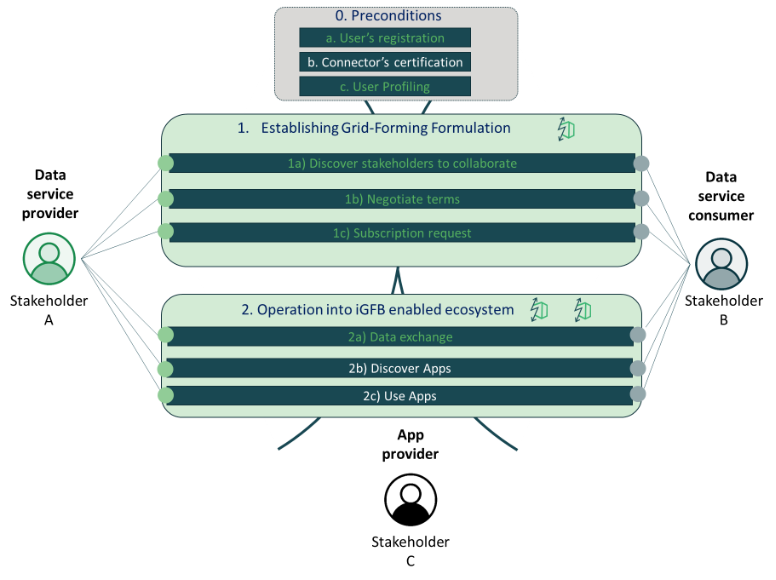 0. Preconditions
a. User's registration
b. Connector's certification
c. User Profiling
1. Establishing Grid-Forming Formulation
1a) Discover stakeholders to collaborate
1b) Negotiate terms
1c) Subscription request
Data
service
provider
Stakeholder
A
Data
service
consumer
Stakeholder
B
2. Operation into iGFB enabled ecosystem
2a) Data exchange
2b) Discover Apps
2c) Use Apps
App
provider
Stakeholder
C